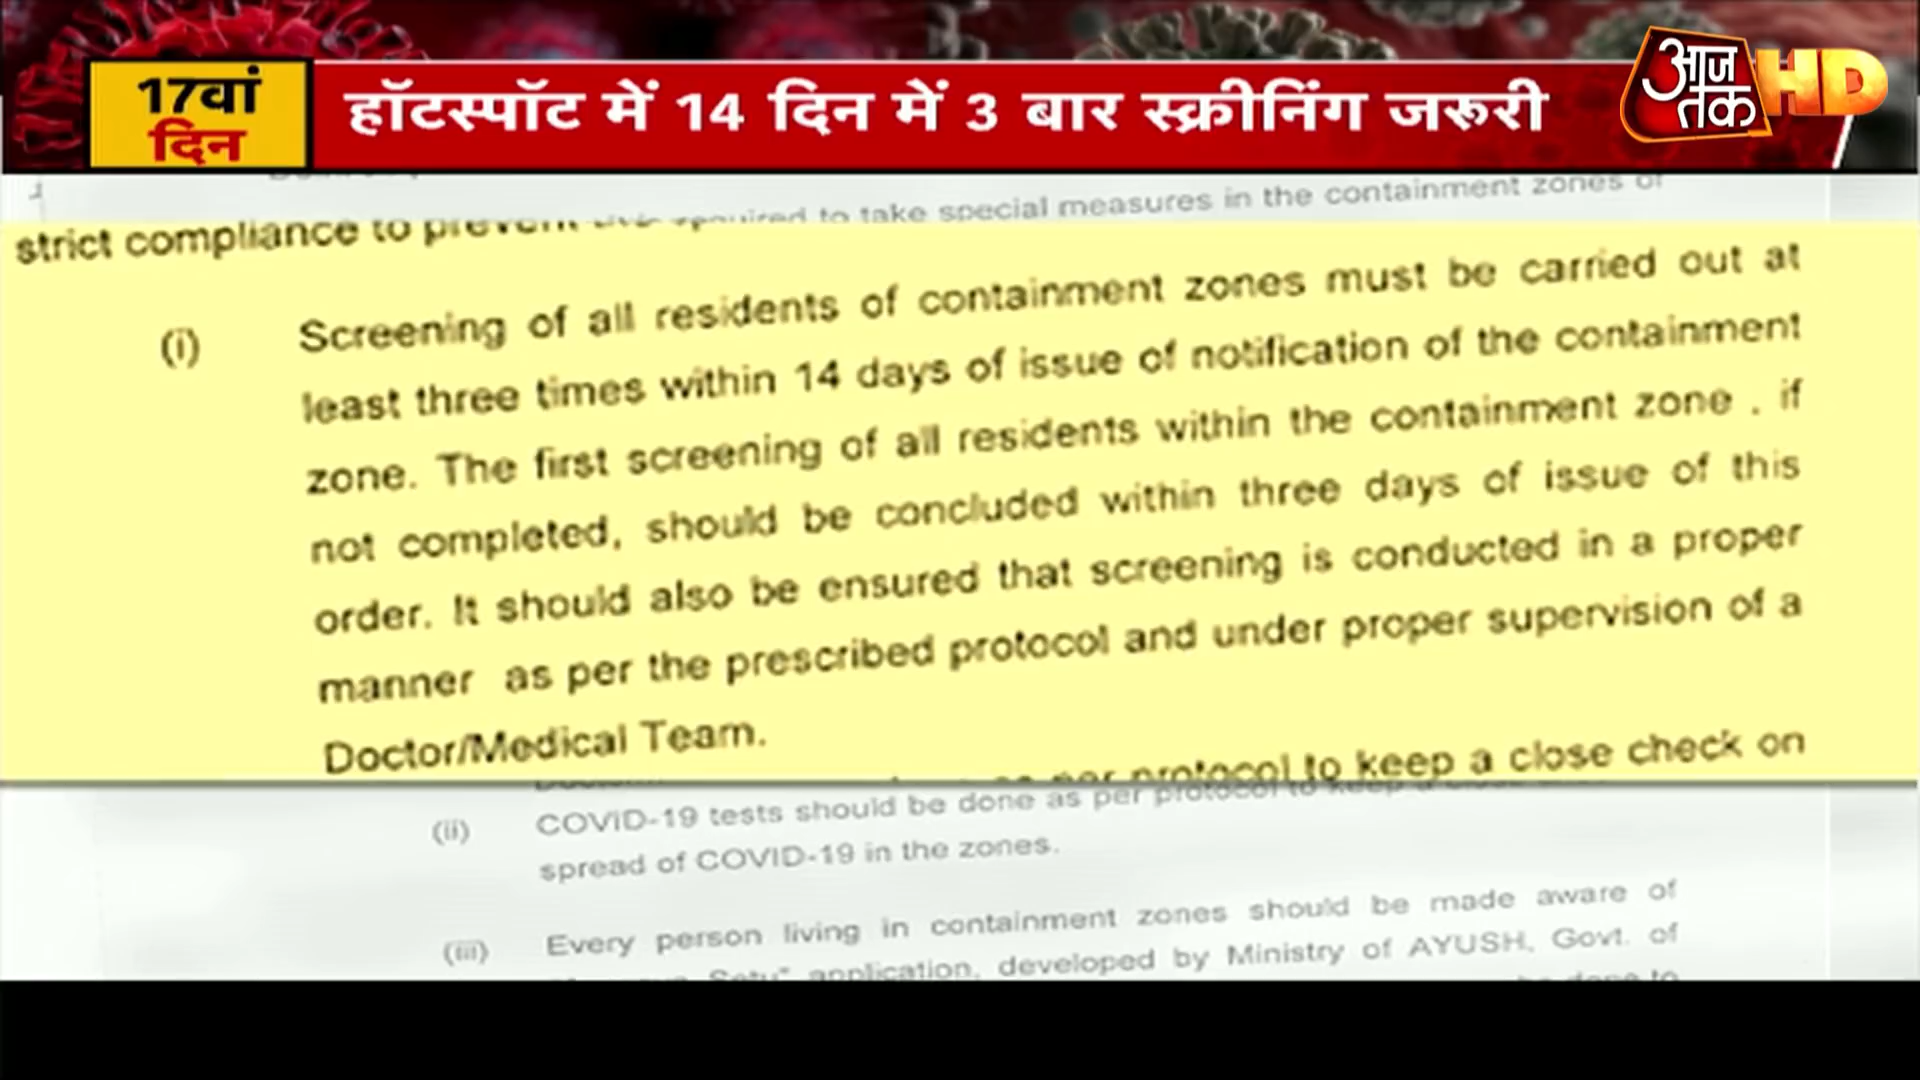 17वां
दिन
हॉटस्पॉट में 14 दिन में 3 बार स्क्रीनिंग जरुरी
आज
तक
HD
required to take special measures in the containment zones of
strict compliance to prevent
(i) Screening of all residents of containment zones must be carried out at
least three times within 14 days of issue of notification of the containment
zone. The first screening of all residents within the containment zone . if
not completed, should be concluded within three days of issue of this
order. It should also be ensured that screening is conducted in a proper
manner as per the prescribed protocol and under proper supervision of a
Doctor/Medical Team.
as per protocol to keep a close check on
(ii) COVID-19 tests should be done as per protocol to keep a close
spread of COVID-19 in the zones.
(iii) Every person living in containment zones should be made aware of
Setu" application, developed by Ministry of AYUSH, Govt. of
be done to